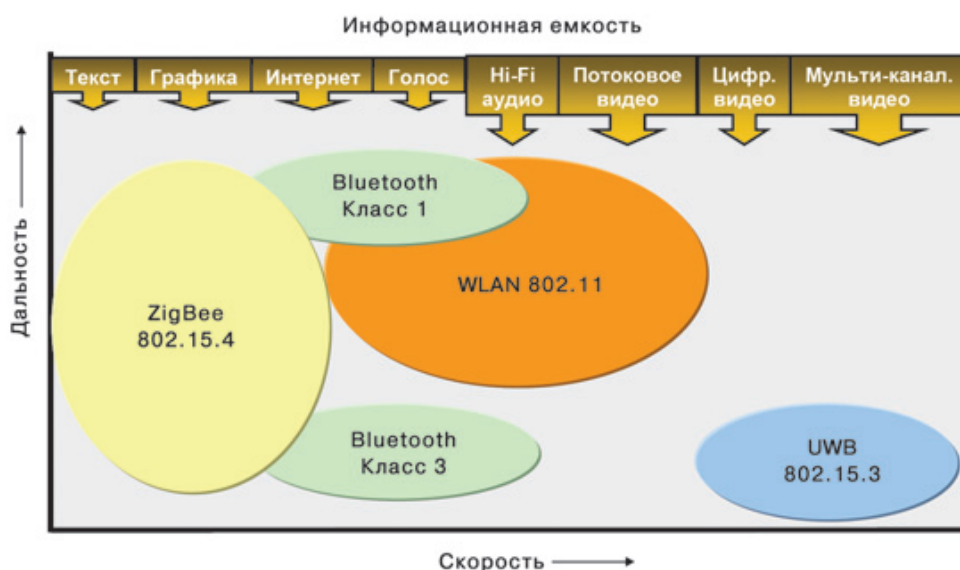 Информационная емкость
Текст
Графика
Интернет
Голос
Hi-Fi
аудио
Потоковое
видео
Цифр.
видео
Мульти-канал.
видео
Дальность
Bluetooth
Класс 1
WLAN 802.11
ZigBee
802.15.4
Bluetooth
Класс 3
UWB
802.15.3
Скорость